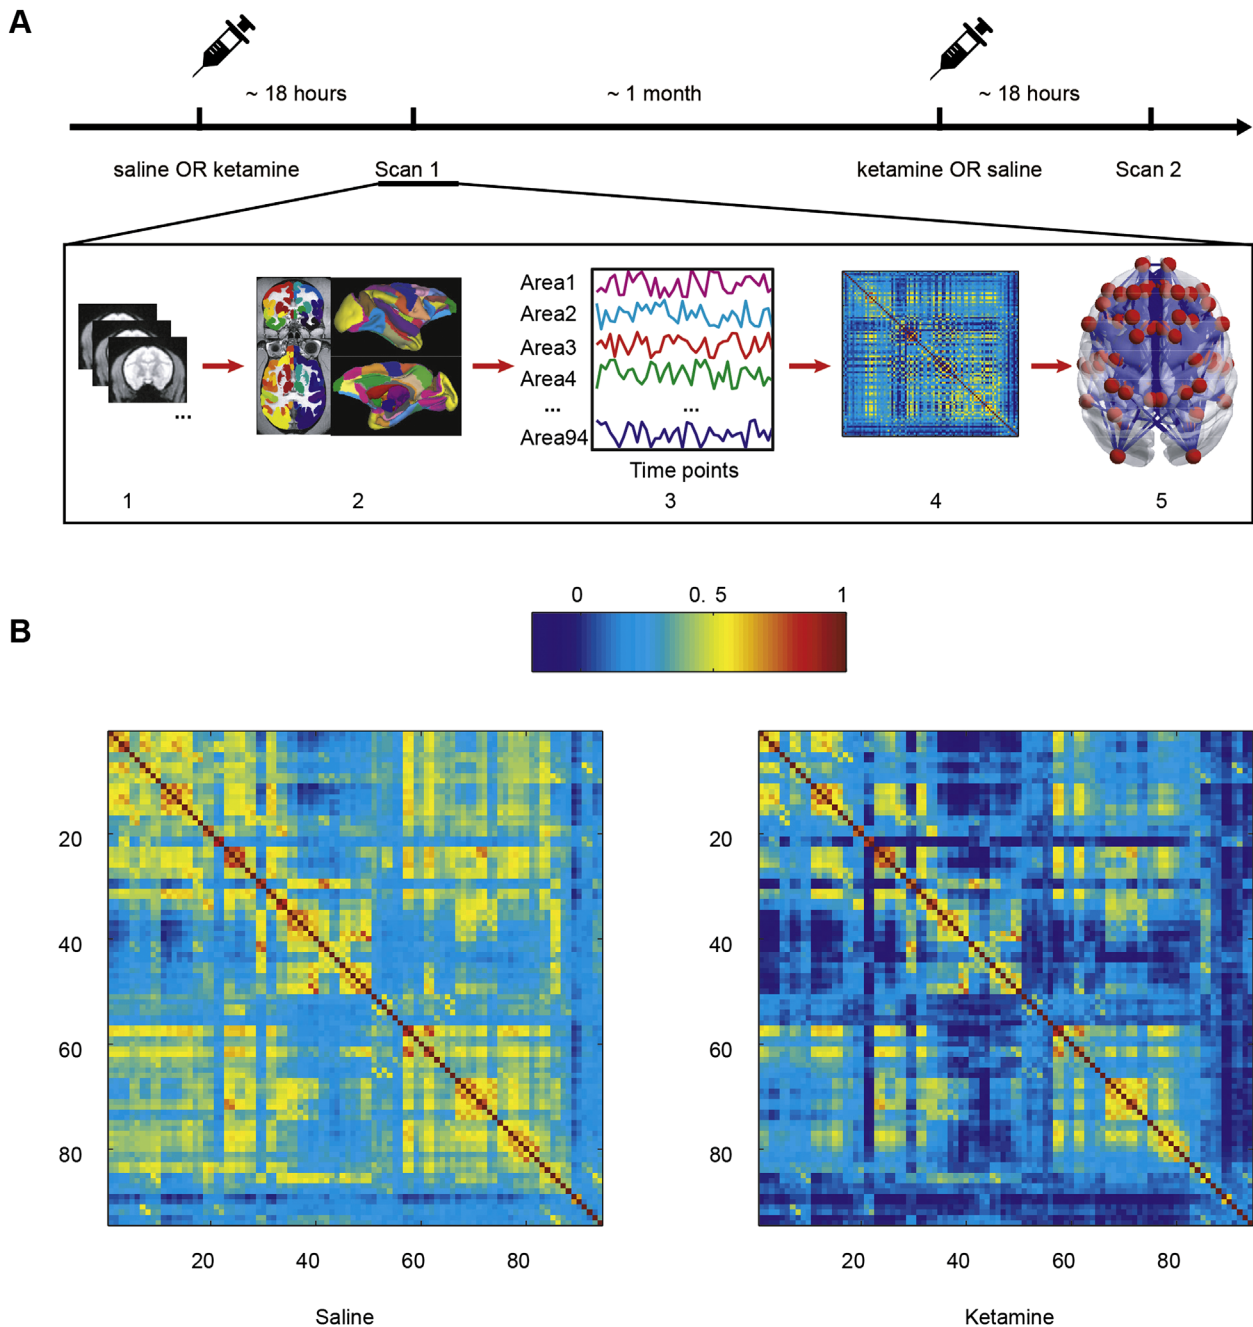 A
~ 18 hours
~ 1 month
~ 18 hours
saline OR ketamine
Scan 1
ketamine OR saline
Scan 2
Area1
Area2
Area3
Area4
...
...
...
Area94
Time points
1
2
3
4
5
B
0
0. 5
1
20
40
60
80
20
40
60
80
Saline
20
40
60
80
20
40
60
80
Ketamine